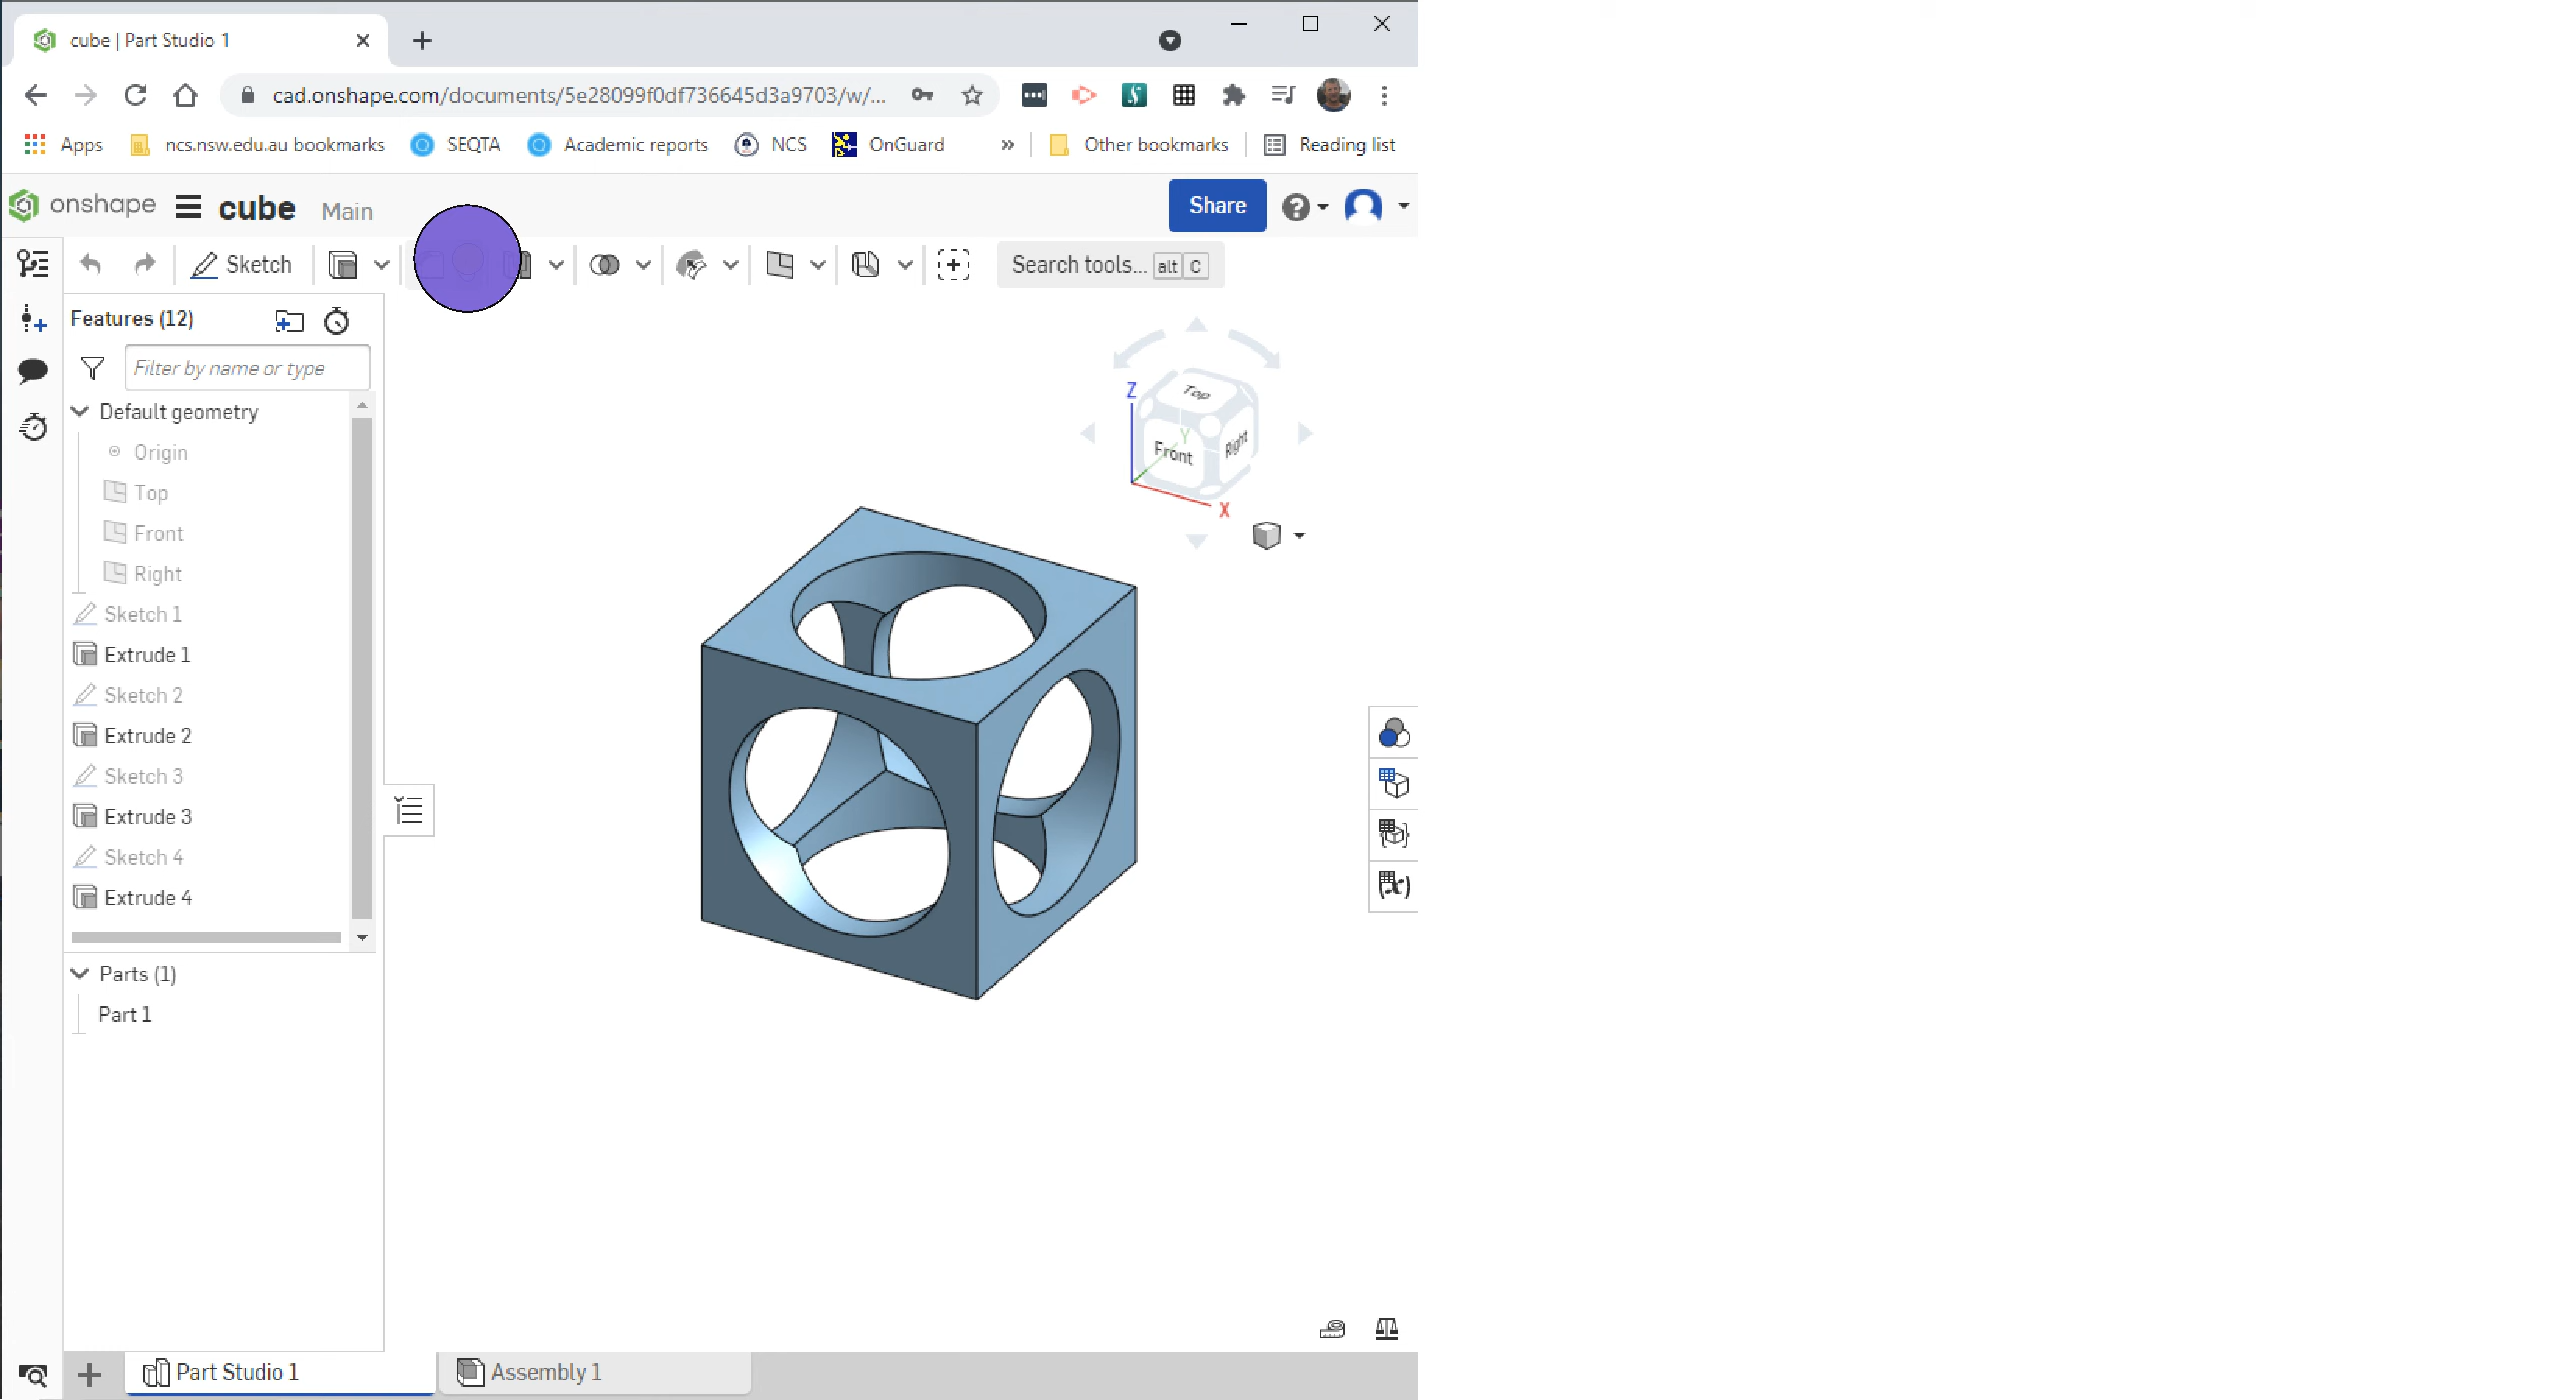 cube | Part Studio 1
cad.onshape.com/documents/5e28099f0df736645d3a9703/w/...
Apps ncs.nsw.edu.au bookmarks SEQTA Academic reports NCS OnGuard » Other bookmarks Reading list
onshape cube Main Share
Sketch Search tools... alt C
Features (12)
Filter by name or type
Default geometry
Origin
Top
Front
Right
Sketch 1
Extrude 1
Sketch 2
Extrude 2
Sketch 3
Extrude 3
Sketch 4
Extrude 4
Parts (1)
Part 1
Z
Top
Y
Front
Right
X
Part Studio 1
Assembly 1